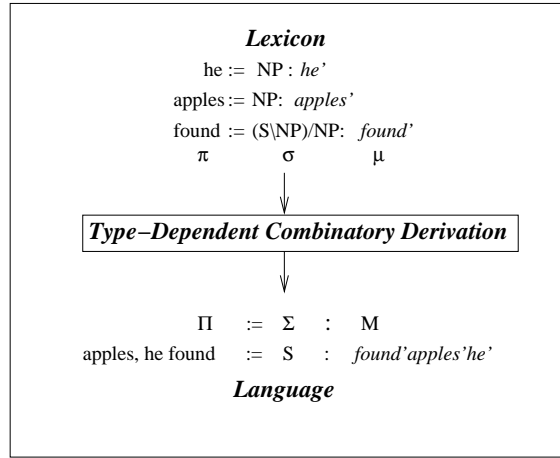 Lexicon
he := NP : he'
apples := NP: apples'
found := (S\NP)/NP: found'
π σ μ
Type–Dependent Combinatory Derivation
Π := Σ : M
apples, he found := S : found'apples'he'
Language